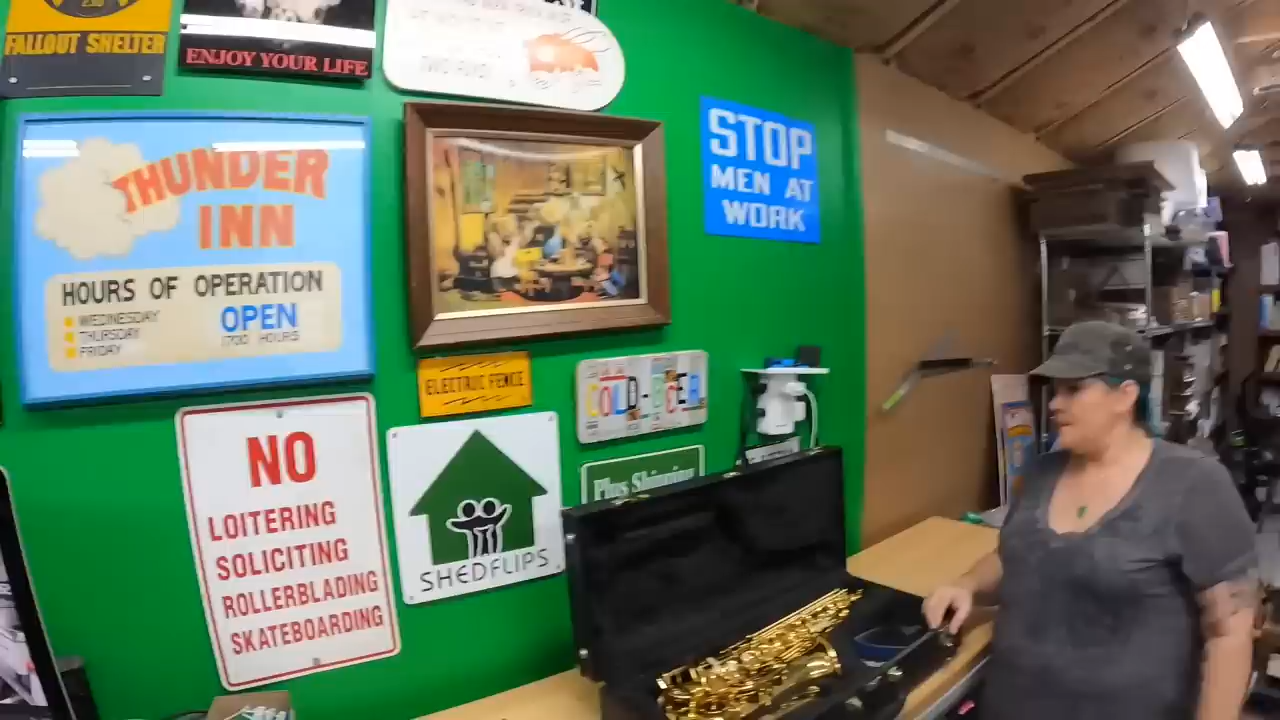 FALLOUT SHELTER
ENJOY YOUR LIFE
THUNDER
INN
HOURS OF OPERATION
WEDNESDAY
THURSDAY
FRIDAY
OPEN
1700 HOURS
STOP
MEN AT
WORK
ELECTRIC FENCE
COLD-BEER
NO
LOITERING
SOLICITING
ROLLERBLADING
SKATEBOARDING
SHEDFLIPS
Plus Shipping